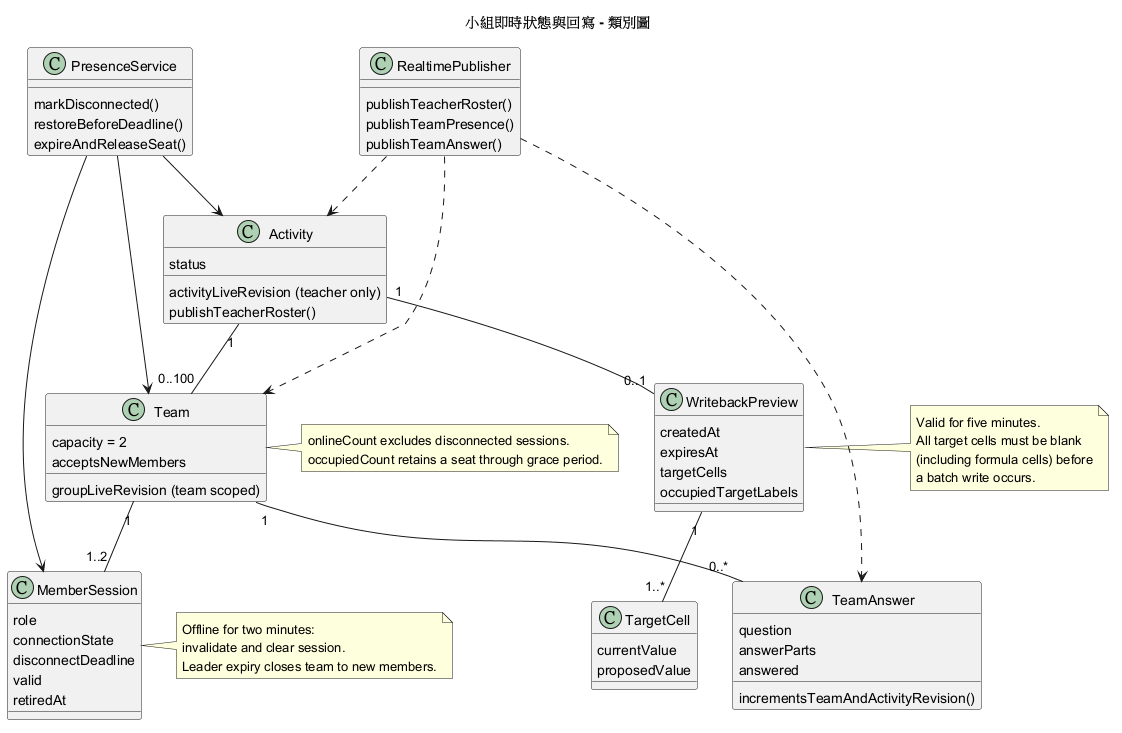 小組即時狀態與回寫 - 類別圖
C PresenceService
markDisconnected()
restoreBeforeDeadline()
expireAndReleaseSeat()
C RealtimePublisher
publishTeacherRoster()
publishTeamPresence()
publishTeamAnswer()
C Activity
status
activityLiveRevision (teacher only)
publishTeacherRoster()
1
1
0..100
0..1
C Team
capacity = 2
acceptsNewMembers
groupLiveRevision (team scoped)
onlineCount excludes disconnected sessions.
occupiedCount retains a seat through grace period.
C WritebackPreview
createdAt
expiresAt
targetCells
occupiedTargetLabels
Valid for five minutes.
All target cells must be blank
(including formula cells) before
a batch write occurs.
1
1
1
1..2
1..*
0..*
C MemberSession
role
connectionState
disconnectDeadline
valid
retiredAt
Offline for two minutes:
invalidate and clear session.
Leader expiry closes team to new members.
C TargetCell
currentValue
proposedValue
C TeamAnswer
question
answerParts
answered
incrementsTeamAndActivityRevision()